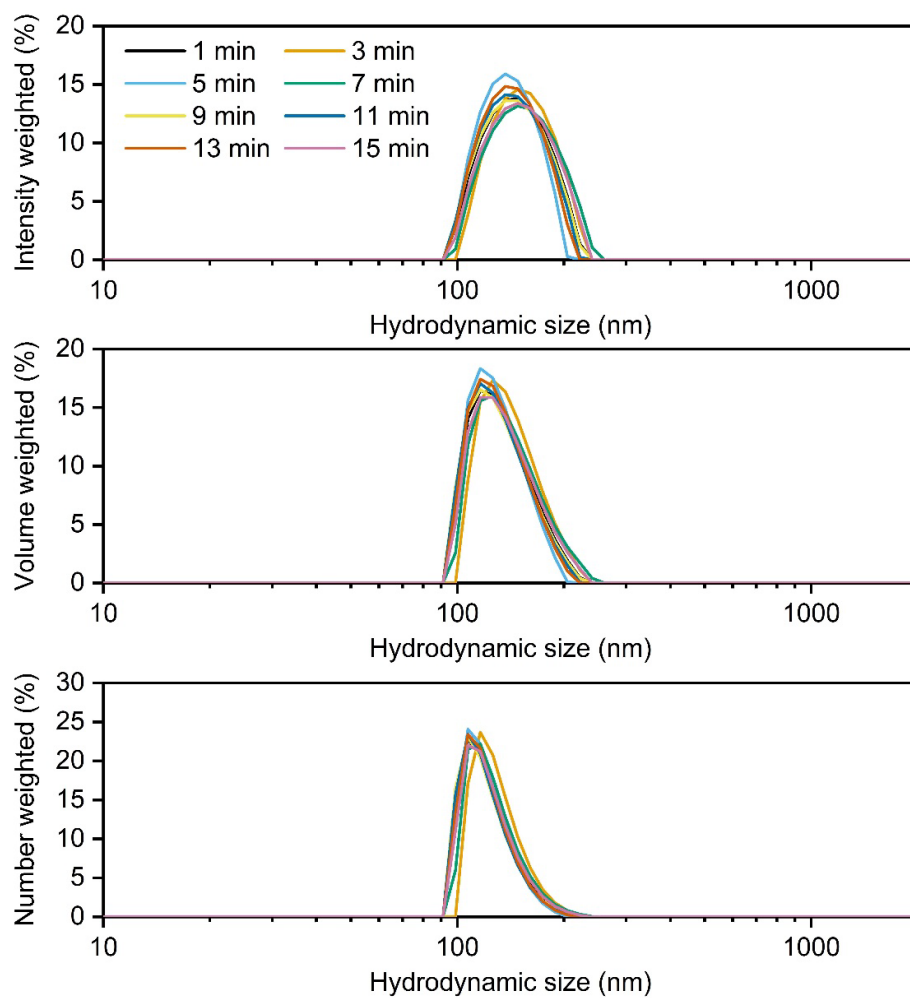 Intensity weighted (%)
20
15
10
5
0
1 min 3 min
5 min 7 min
9 min 11 min
13 min 15 min
10 100 1000
Hydrodynamic size (nm)
Volume weighted (%)
20
15
10
5
0
10 100 1000
Hydrodynamic size (nm)
Number weighted (%)
30
25
20
15
10
5
0
10 100 1000
Hydrodynamic size (nm)